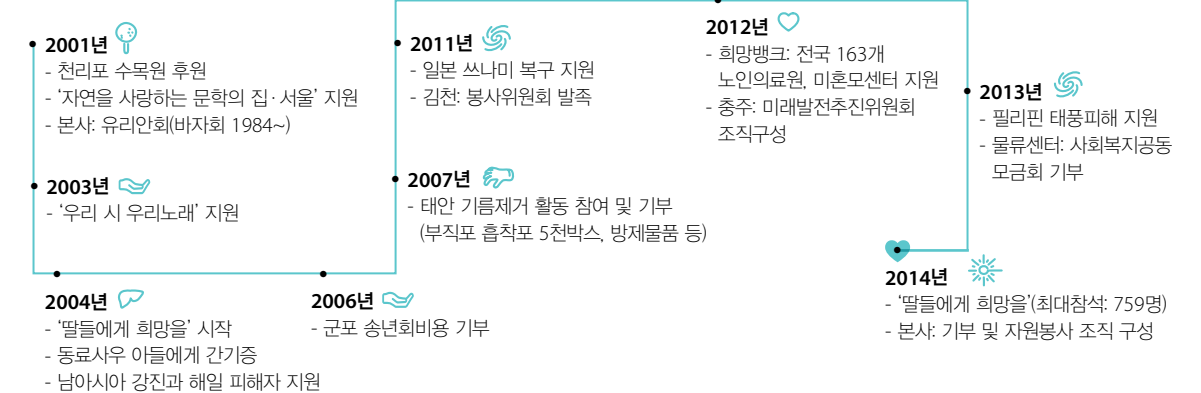 2001년
- 천리포 수목원 후원
- ‘자연을 사랑하는 문학의 집·서울’ 지원
- 본사: 유리안회(바자회 1984~)
2003년
- ‘우리 시 우리노래’ 지원
2004년
- ‘딸들에게 희망을’ 시작
- 동료사우 아들에게 간기증
- 남아시아 강진과 해일 피해자 지원
2006년
- 군포 송년회비용 기부
2007년
- 태안 기름제거 활동 참여 및 기부
(부직포 흡착포 5천박스, 방제물품 등)
2011년
- 일본 쓰나미 복구 지원
- 김천: 봉사위원회 발족
2012년
- 희망뱅크: 전국 163개
노인의료원, 미혼모센터 지원
- 충주: 미래발전추진위원회
조직구성
2013년
- 필리핀 태풍피해 지원
- 물류센터: 사회복지공동
모금회 기부
2014년
- ‘딸들에게 희망을’(최대참석: 759명)
- 본사: 기부 및 자원봉사 조직 구성